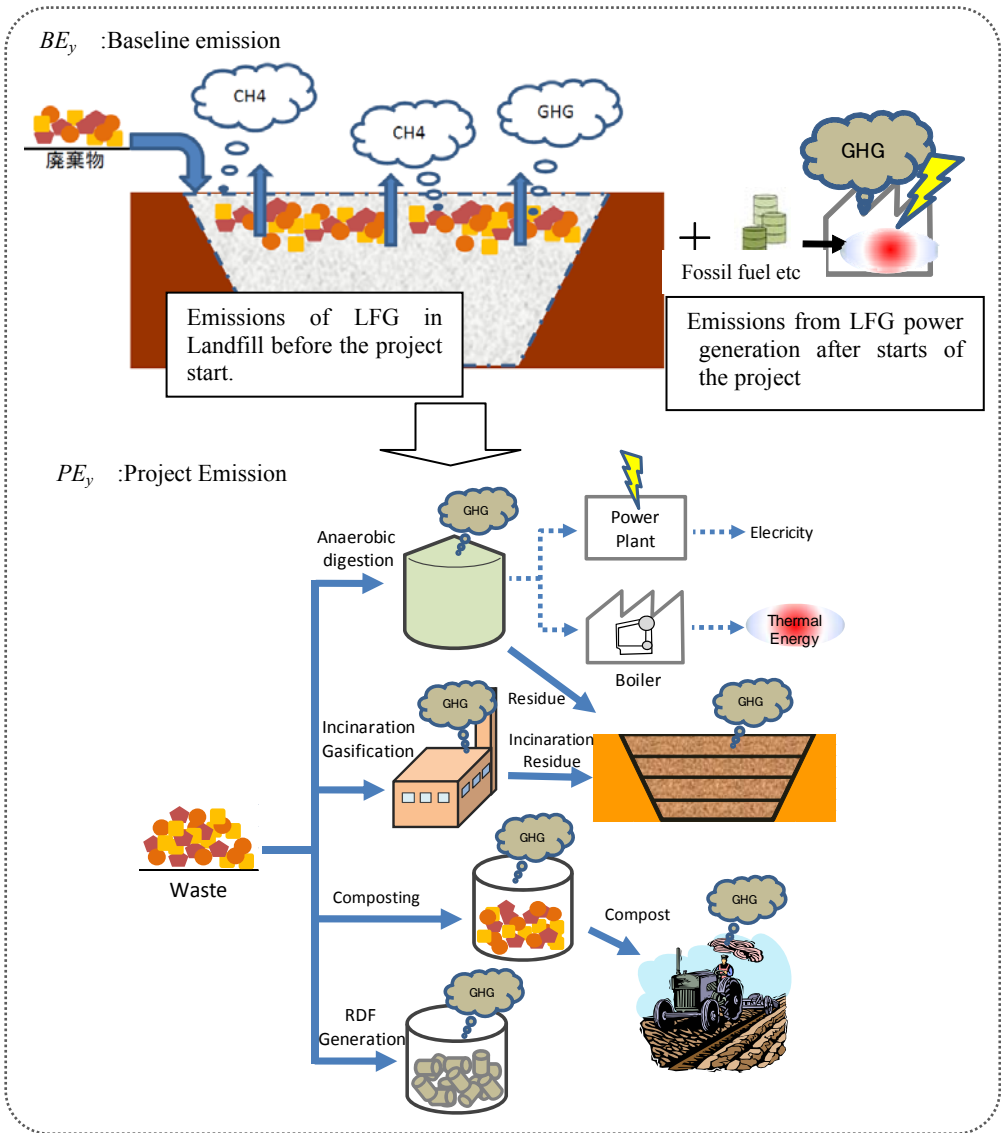 BEy :Baseline emission
CH4
CH4
GHG
GHG
廃棄物
Fossil fuel etc
Emissions of LFG in
Landfill before the project
start.
Emissions from LFG power
generation after starts of
the project
PEy :Project Emission
GHG
Anaerobic
digestion
Power
Plant
Elecricity
Thermal
Energy
Boiler
Residue
GHG
Incinaration
Gasification
GHG
Incinaration
Residue
Waste
GHG
Composting
Compost
GHG
RDF
Generation
GHG